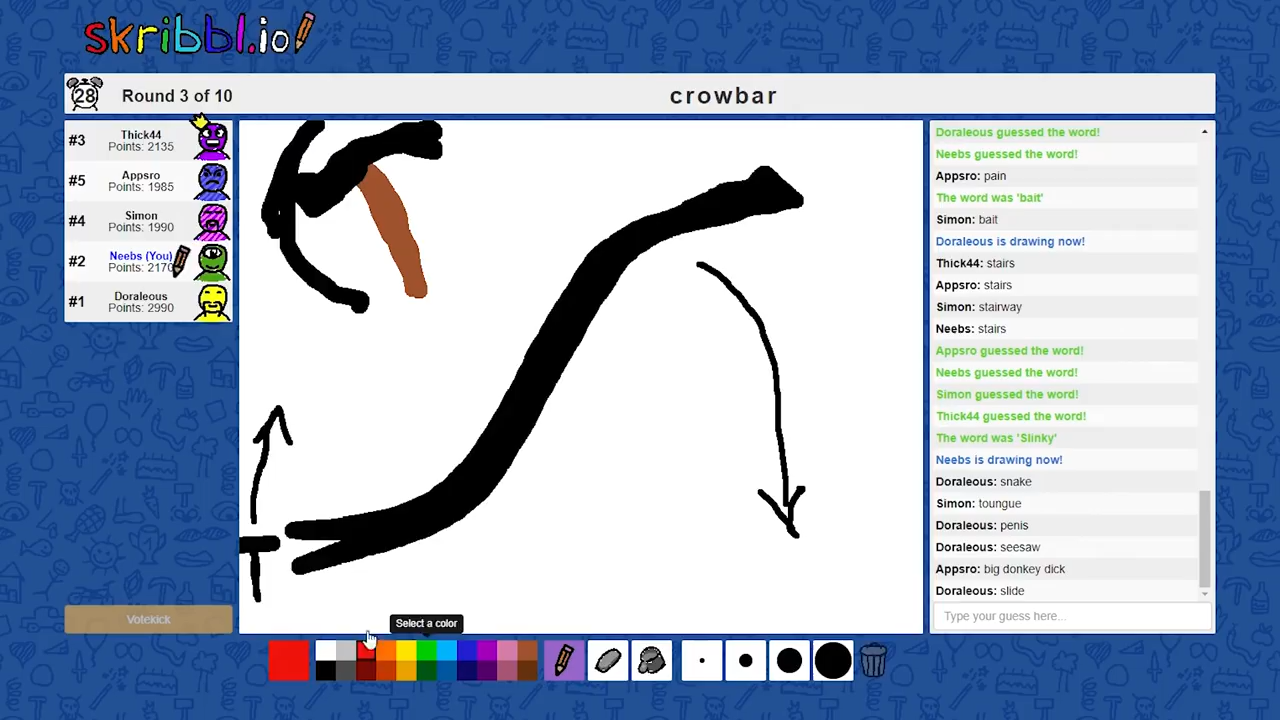 skribbl.io
28
Round 3 of 10
crowbar
#3
Thick44
Points: 2135
#5
Appsro
Points: 1985
#4
Simon
Points: 1990
#2
Neebs (You)
Points: 2170
#1
Doraleous
Points: 2990
Votekick
Select a color
Doraleous guessed the word!
Neebs guessed the word!
Appsro: pain
The word was 'bait'
Simon: bait
Doraleous is drawing now!
Thick44: stairs
Appsro: stairs
Simon: stairway
Neebs: stairs
Appsro guessed the word!
Neebs guessed the word!
Simon guessed the word!
Thick44 guessed the word!
The word was 'Slinky'
Neebs is drawing now!
Doraleous: snake
Simon: toungue
Doraleous: penis
Doraleous: seesaw
Appsro: big donkey dick
Doraleous: slide
Type your guess here...